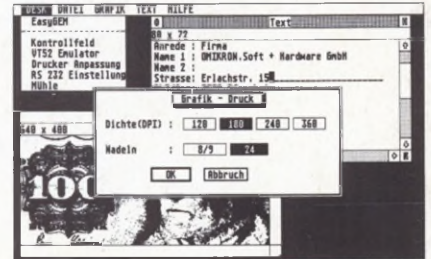 DESK DATEI GRAFIK TEXT HILFE
EasyGEM
Kontrollfeld
VT52 Emulator
Drucker Anpassung
RS 232 Einstellung
Mühle
Text
80 x 72
Anrede : Firma
Name 1 : OMIKRON.Soft + Hardware GmbH
Name 2 :
Strasse: Erlachstr. 15
Grafik - Druck
Dichte(DPI) : 120 180 240 360
Nadeln : 8/9 24
OK Abbruch
640 x 400
100